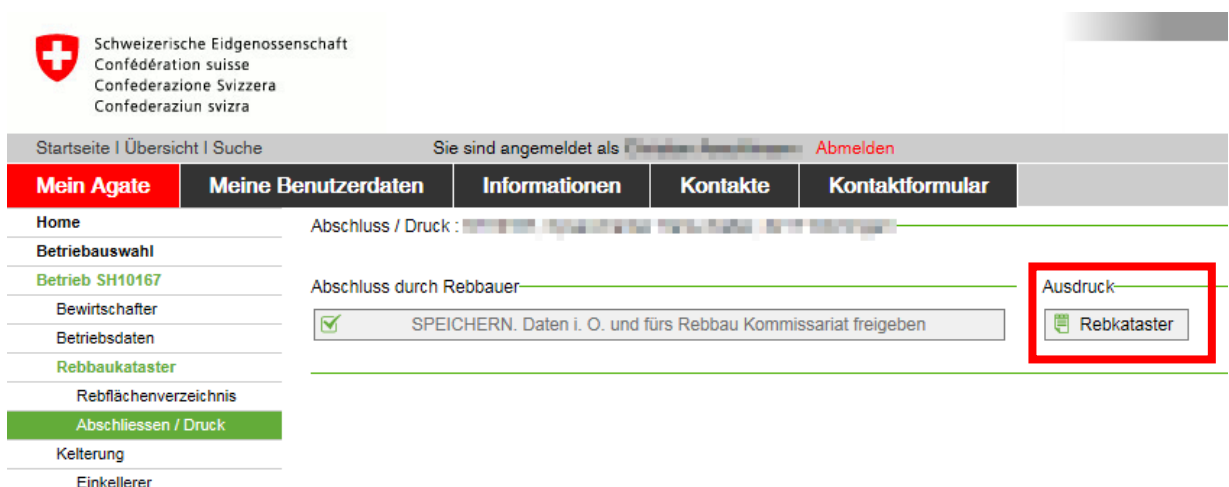 Schweizerische Eidgenossenschaft
Confédération suisse
Confederazione Svizzera
Confederaziun svizra
Startseite I Übersicht I Suche
Sie sind angemeldet als
Abmelden
Mein Agate
Meine Benutzerdaten
Informationen
Kontakte
Kontaktformular
Home
Betriebauswahl
Betrieb SH10167
Bewirtschafter
Betriebsdaten
Rebbaukataster
Rebflächenverzeichnis
Abschliessen / Druck
Kelterung
Einkellerer
Abschluss / Druck :
Abschluss durch Rebbauer
SPEICHERN. Daten i. O. und fürs Rebbau Kommissariat freigeben
Ausdruck
Rebkataster